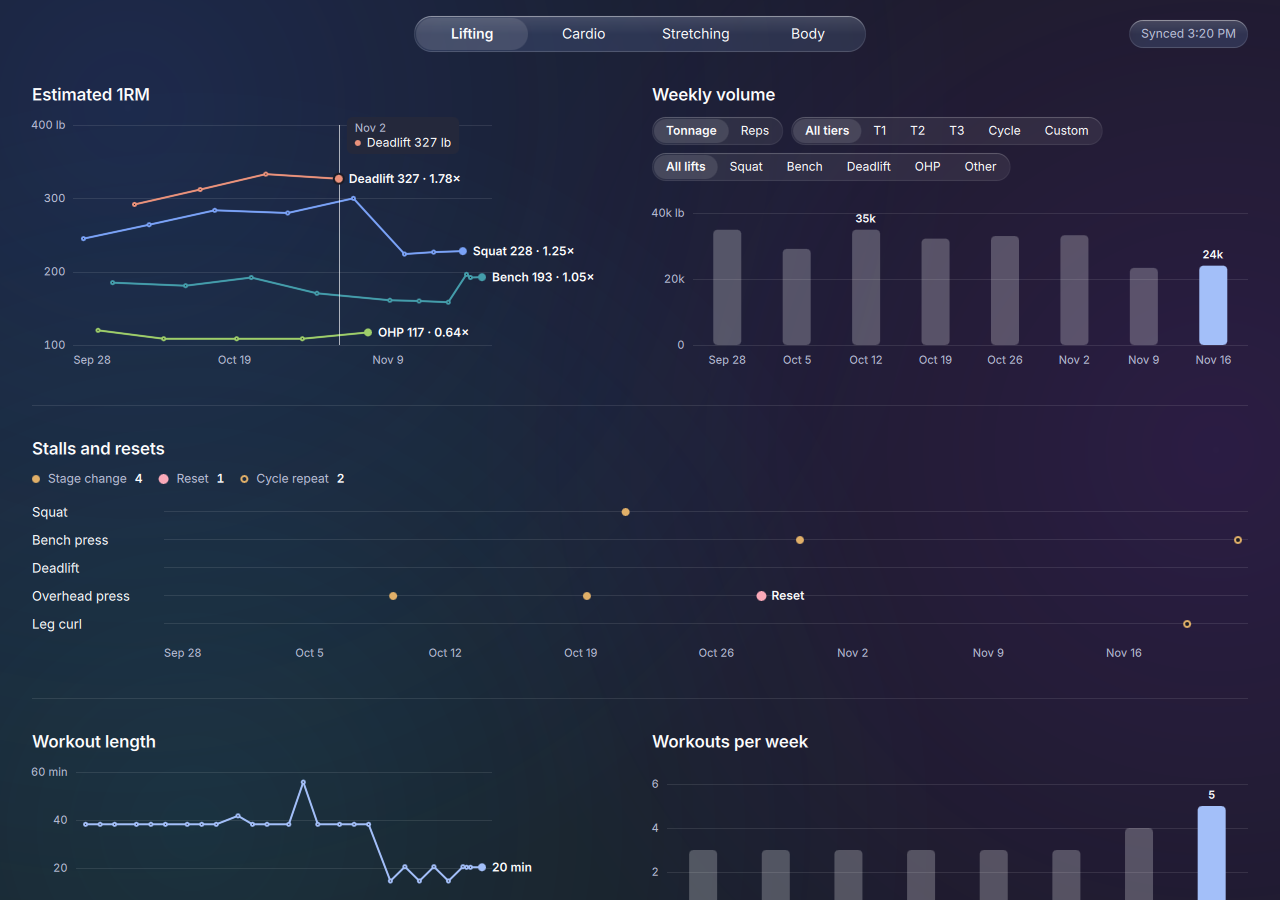 Lifting Cardio Stretching Body
Synced 3:20 PM
Estimated 1RM
400 lb
300
200
100
Nov 2
Deadlift 327 lb
Deadlift 327 · 1.78×
Squat 228 · 1.25×
Bench 193 · 1.05×
OHP 117 · 0.64×
Sep 28 Oct 19 Nov 9
Weekly volume
Tonnage Reps All tiers T1 T2 T3 Cycle Custom
All lifts Squat Bench Deadlift OHP Other
40k lb
20k
0
35k
24k
Sep 28 Oct 5 Oct 12 Oct 19 Oct 26 Nov 2 Nov 9 Nov 16
Stalls and resets
Stage change 4 Reset 1 Cycle repeat 2
Squat
Bench press
Deadlift
Overhead press Reset
Leg curl
Sep 28 Oct 5 Oct 12 Oct 19 Oct 26 Nov 2 Nov 9 Nov 16
Workout length
60 min
40
20
20 min
Workouts per week
6
4
2
5